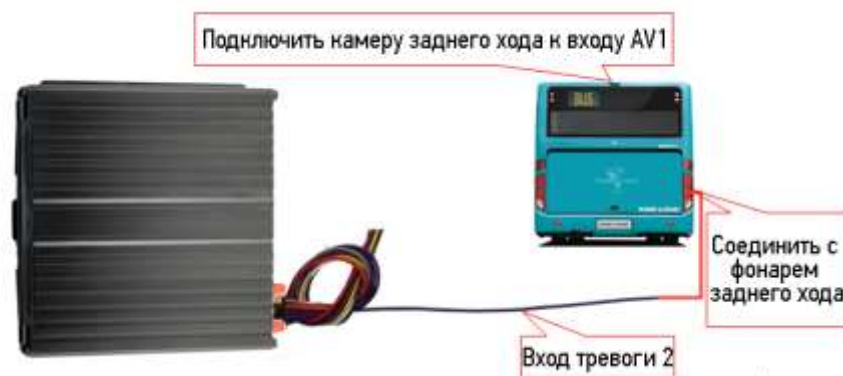 Подключить камеру заднего хода к входу AV1
BUS
Соединить с
фонарем
заднего хода
Вход тревоги 2